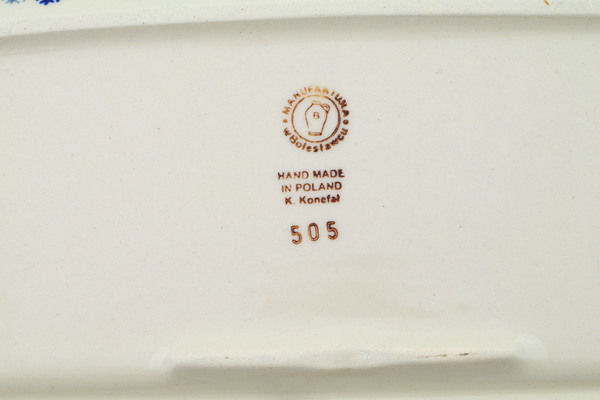 MANUFAKTURA
w Bolesławcu
B
HAND MADE
IN POLAND
K. Konefał
505